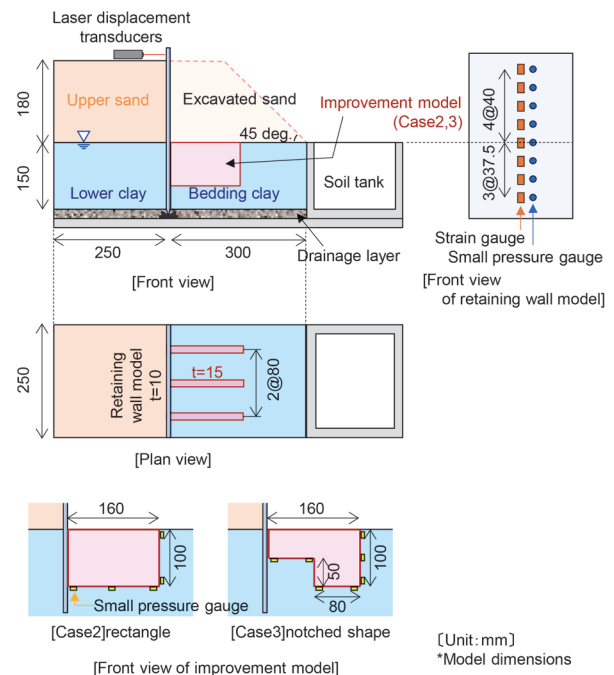 Laser displacement
transducers
Upper sand
Excavated sand
Improvement model
(Case2,3)
45 deg.
180
150
Lower clay
Bedding clay
Soil tank
250
300
Drainage layer
[Front view]
4@40
3@37.5
Strain gauge
Small pressure gauge
[Front view
of retaining wall model]
250
Retaining
wall model
t=10
t=15
2@80
[Plan view]
160
100
Small pressure gauge
[Case2]rectangle
160
100
50
80
[Case3]notched shape
[Front view of improvement model]
〔Unit:mm〕
*Model dimensions